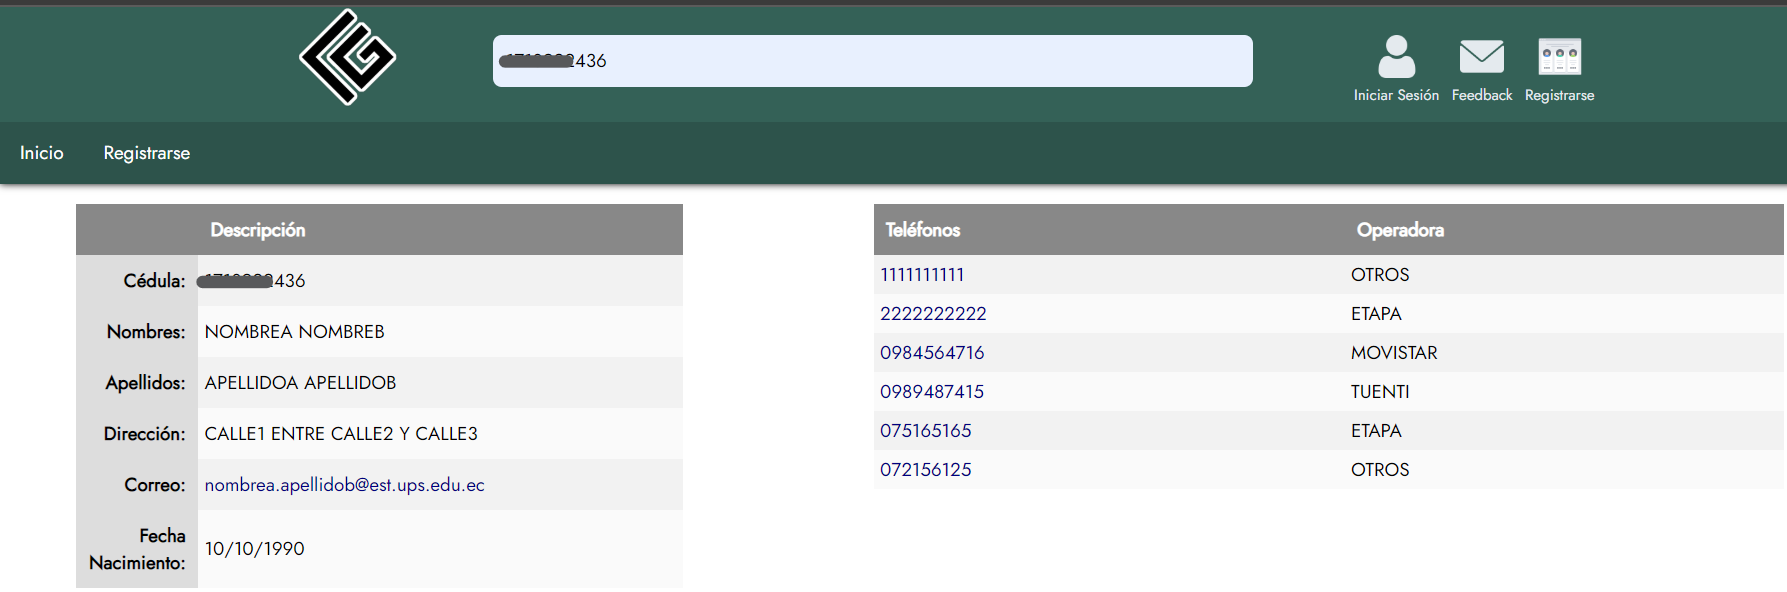 436
Iniciar Sesión Feedback Registrarse
Inicio Registrarse
Descripción
Cédula: 436
Nombres: NOMBREA NOMBREB
Apellidos: APELLIDOA APELLIDOB
Dirección: CALLE1 ENTRE CALLE2 Y CALLE3
Correo: nombrea.apellidob@est.ups.edu.ec
Fecha
Nacimiento: 10/10/1990
Teléfonos Operadora
1111111111 OTROS
2222222222 ETAPA
0984564716 MOVISTAR
0989487415 TUENTI
075165165 ETAPA
072156125 OTROS